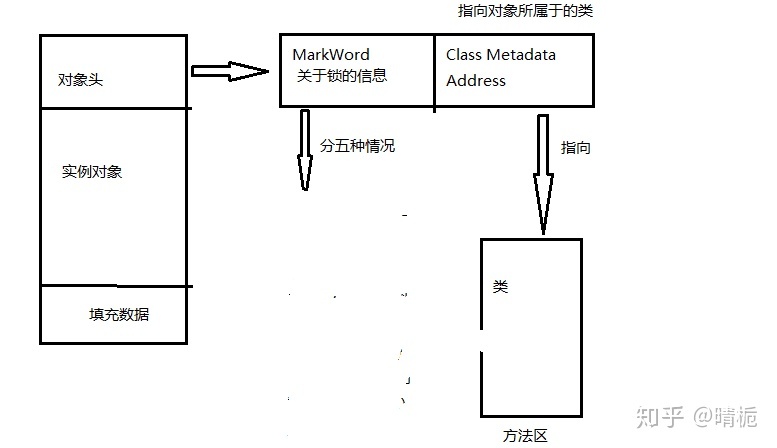 指向对象所属于的类
对象头
MarkWord
关于锁的信息
Class Metadata
Address
分五种情况
指向
实例对象
类
填充数据
方法区
知乎 @晴栀